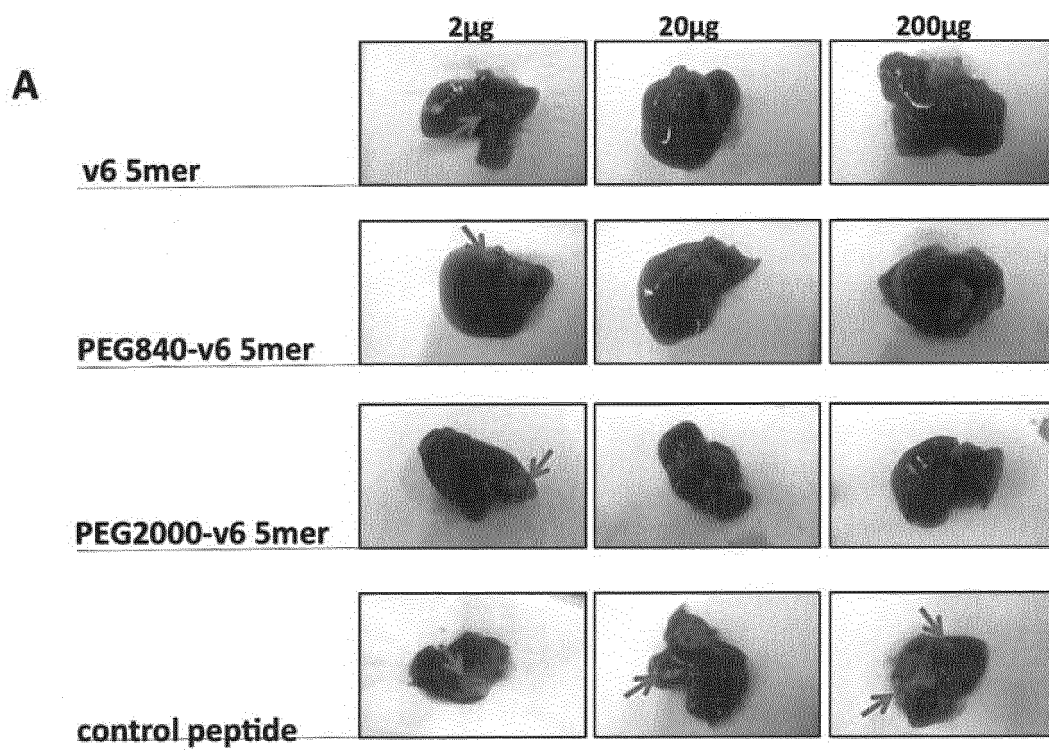 2µg 20µg 200µg
A
v6 5mer
PEG840-v6 5mer
PEG2000-v6 5mer
control peptide